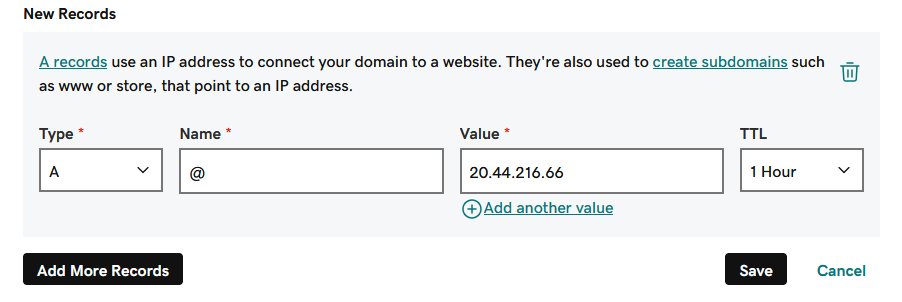 New Records
A records use an IP address to connect your domain to a website. They're also used to create subdomains such
as www or store, that point to an IP address.
Type * Name * Value * TTL
A @ 20.44.216.66 1 Hour
Add another value
Add More Records Save Cancel